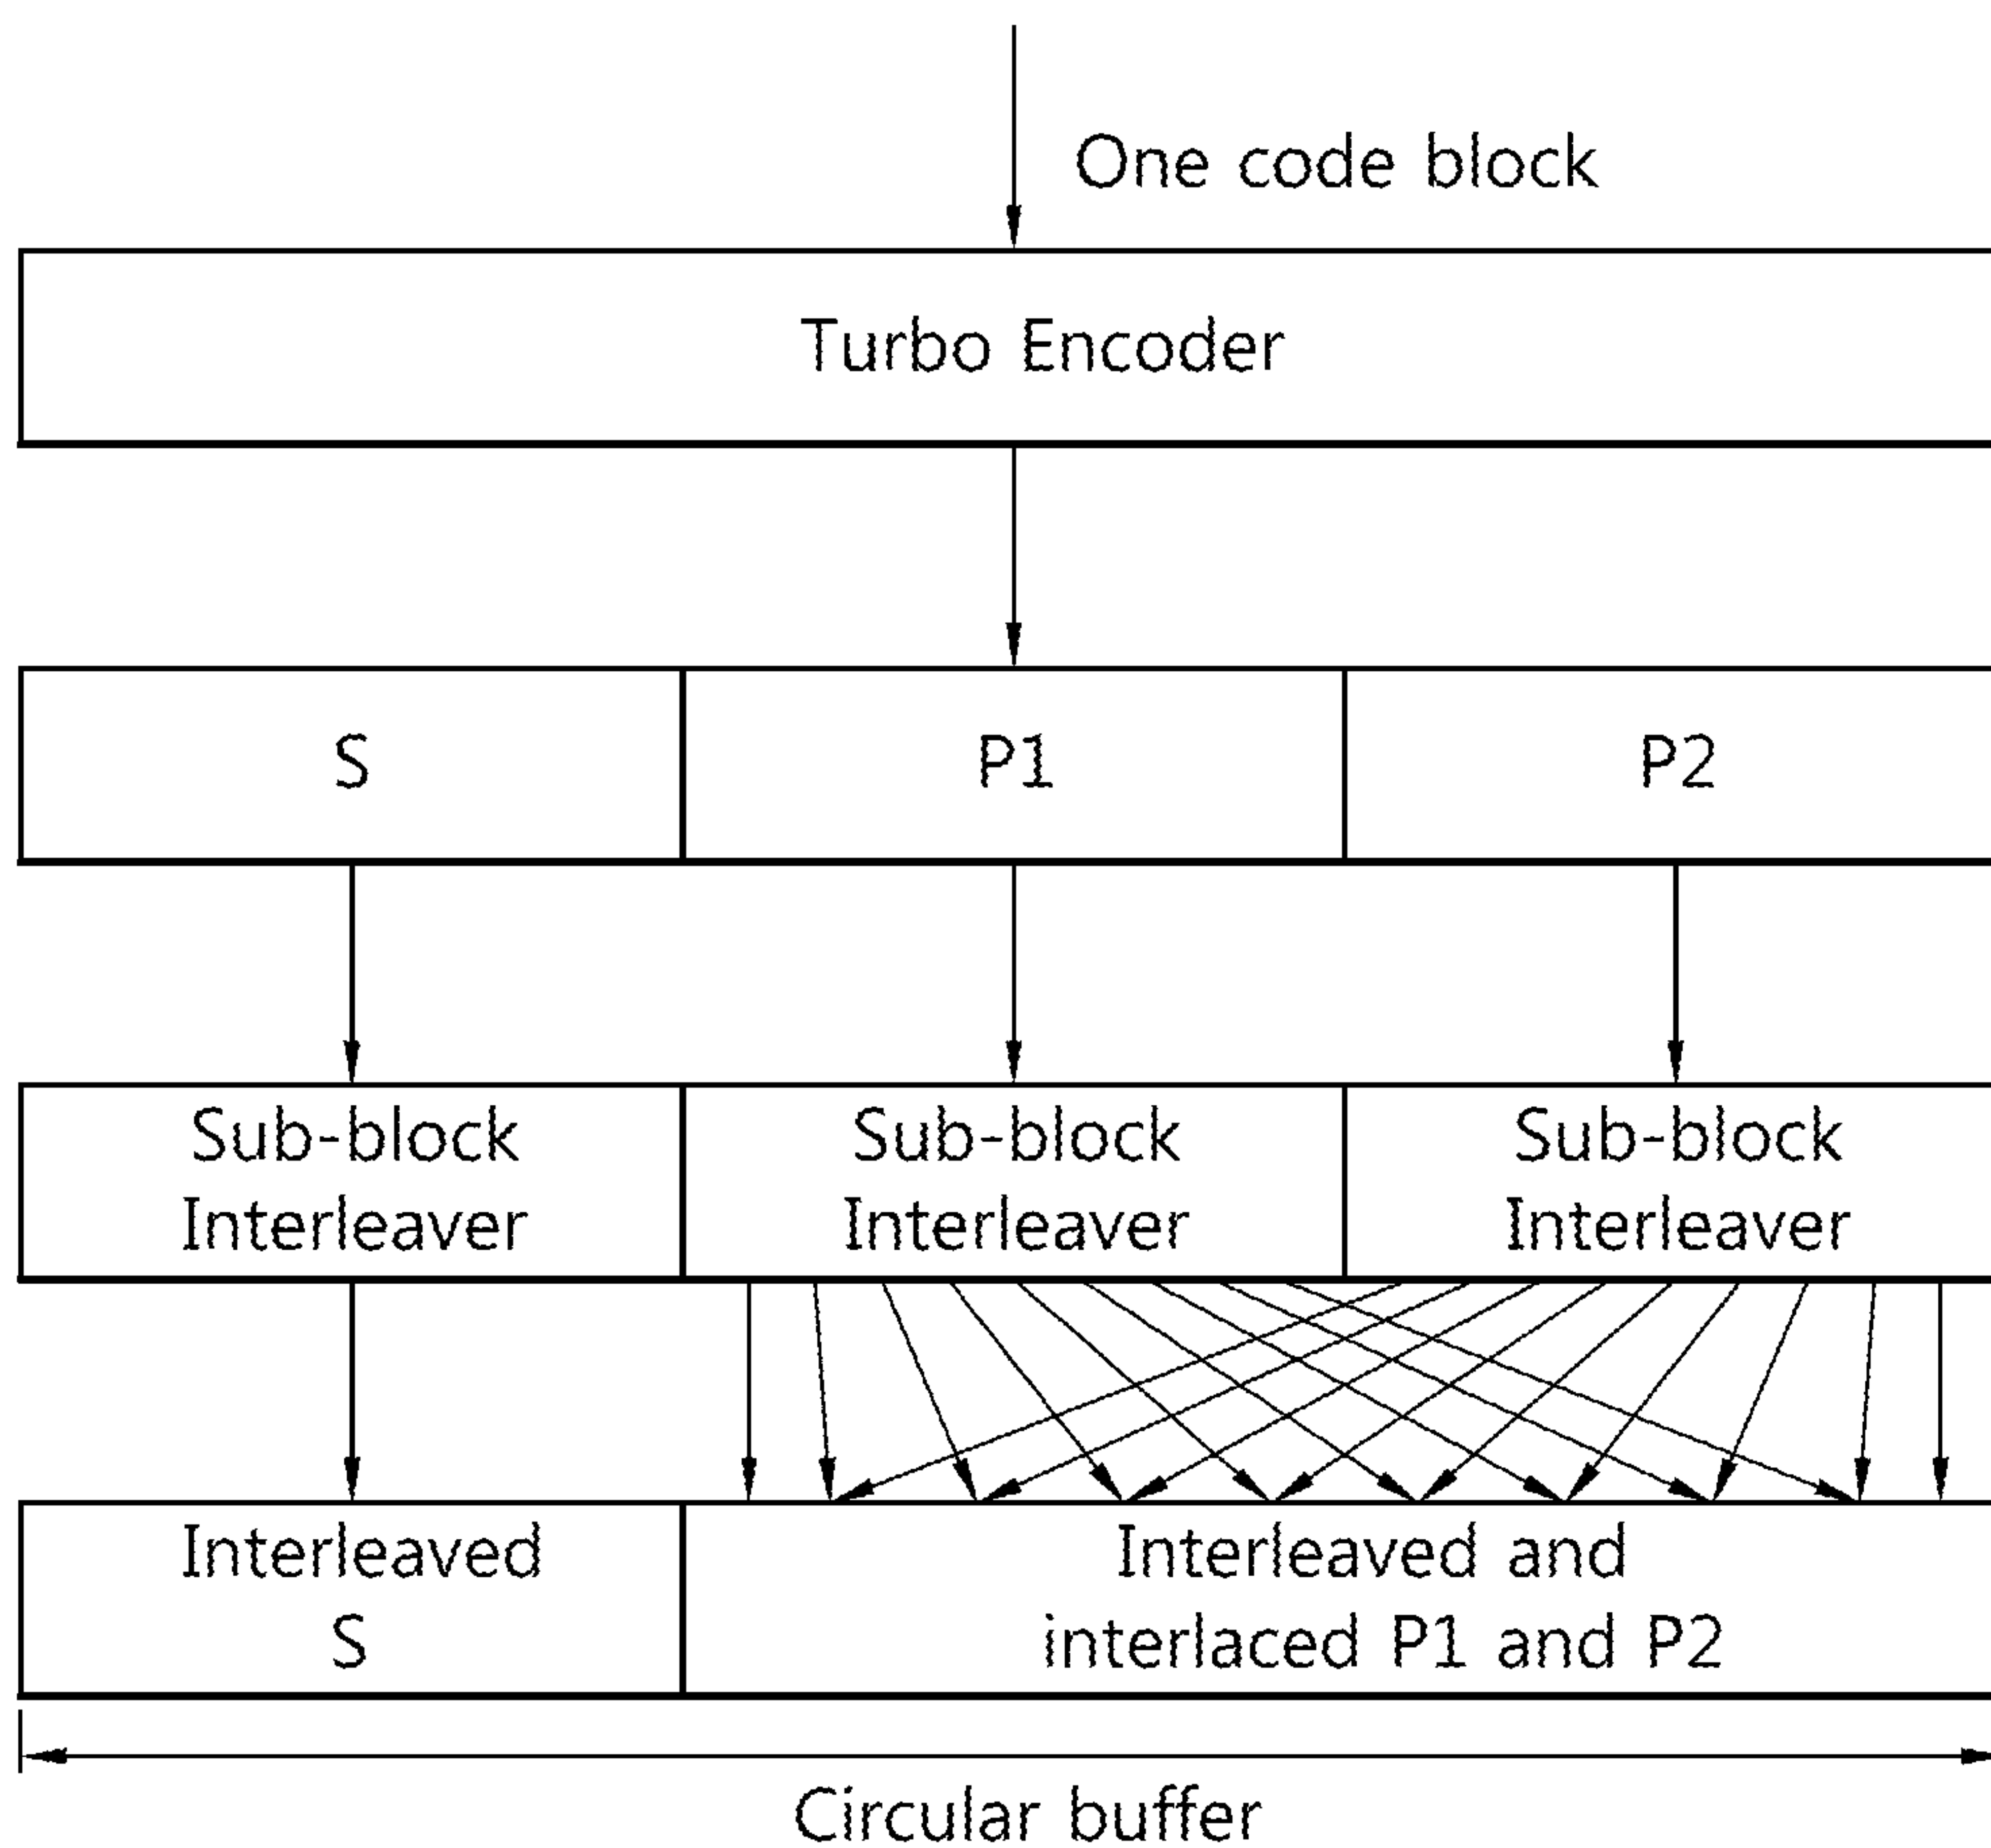 One code block
Turbo Encoder
S
P1
P2
Sub-block
Interleaver
Sub-block
Interleaver
Sub-block
Interleaver
Interleaved
S
Interleaved and
interlaced P1 and P2
Circular buffer